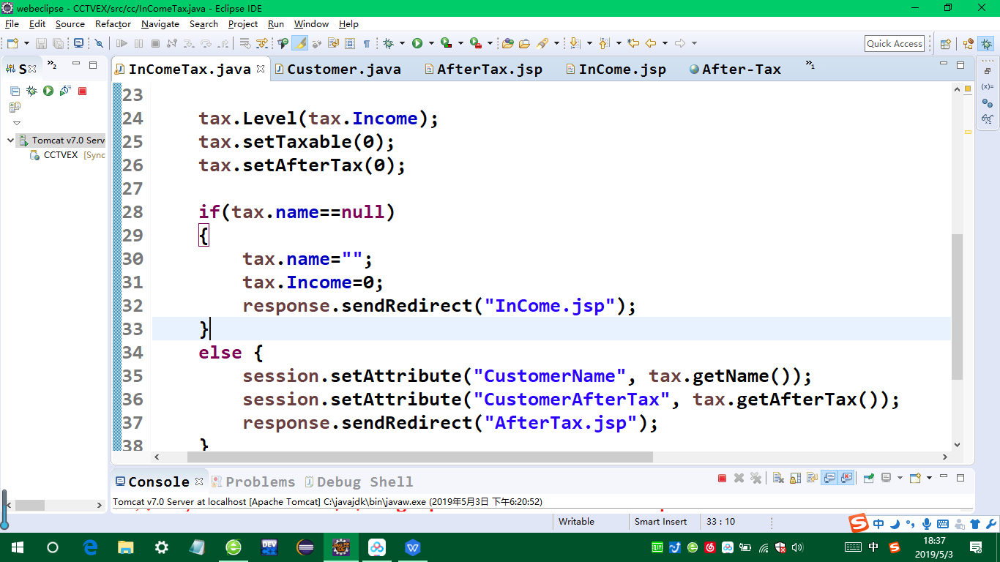 webeclipse - CCTVEX/src/cc/InComeTax.java - Eclipse IDE
File Edit Source Refactor Navigate Search Project Run Window Help
Quick Access
S
»2
InComeTax.java Customer.java AfterTax.jsp InCome.jsp After-Tax
»1
Tomcat v7.0 Serv
CCTVEX [Sync
23
24 tax.Level(tax.Income);
25 tax.setTaxable(0);
26 tax.setAfterTax(0);
27
28 if(tax.name==null)
29 {
30 tax.name="";
31 tax.Income=0;
32 response.sendRedirect("InCome.jsp");
33 }
34 else {
35 session.setAttribute("CustomerName", tax.getName());
36 session.setAttribute("CustomerAfterTax", tax.getAfterTax());
37 response.sendRedirect("AfterTax.jsp");
38 }
Console Problems Debug Shell
Tomcat v7.0 Server at localhost [Apache Tomcat] C:\javajdk\bin\javaw.exe (2019年5月3日 下午6:20:52)
Writable Smart Insert 33 : 10
中
DEV
中
18:37
2019/5/3